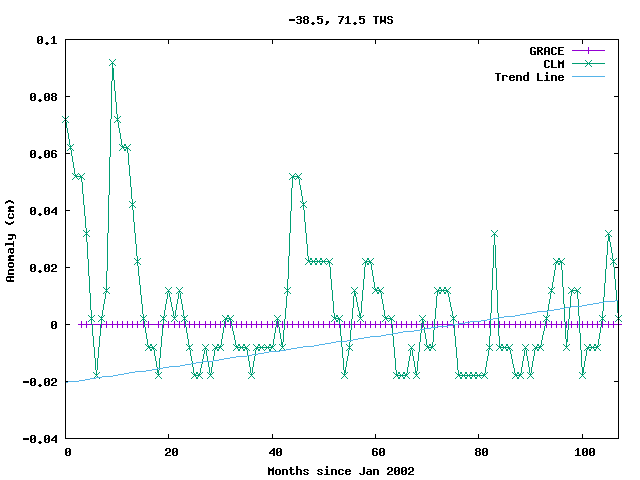 -38.5, 71.5 TWS
GRACE
CLM
Trend Line
0.1
0.08
0.06
0.04
0.02
0
-0.02
-0.04
Anomaly (cm)
0 20 40 60 80 100
Months since Jan 2002